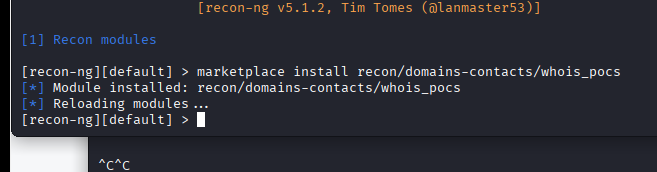 [recon-ng v5.1.2, Tim Tomes (@lanmaster53)]
[1] Recon modules
[recon-ng][default] > marketplace install recon/domains-contacts/whois_pocs
[*] Module installed: recon/domains-contacts/whois_pocs
[*] Reloading modules...
[recon-ng][default] >
^C^C